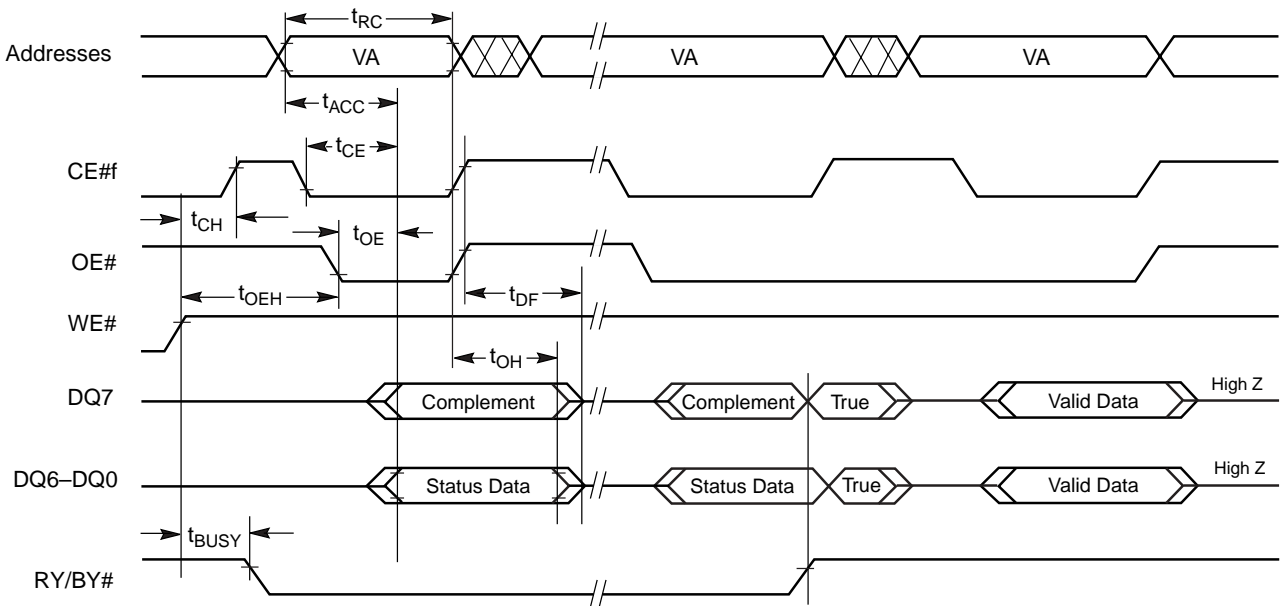 tRC
Addresses VA VA VA
tACC
tCE
CE#f
tCH tOE
OE#
tOEH tDF
WE#
tOH
DQ7 Complement Complement True Valid Data High Z
DQ6–DQ0 Status Data Status Data True Valid Data High Z
tBUSY
RY/BY#